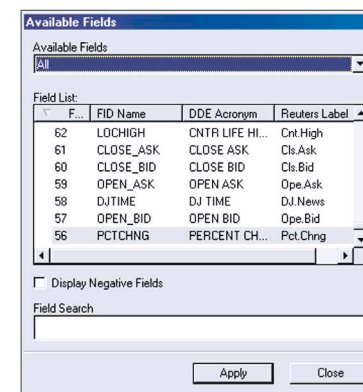 Available Fields
Available Fields
All
Field List:
F... FID Name DDE Acronym Reuters Label
62 LOCHIGH CNTR LIFE HI... Cnt.High
61 CLOSE_ASK CLOSE ASK Cls.Ask
60 CLOSE_BID CLOSE BID Cls.Bid
59 OPEN_ASK OPEN ASK Ope.Ask
58 DJTIME DJ TIME DJ.News
57 OPEN_BID OPEN BID Ope.Bid
56 PCTCHNG PERCENT CH... Pct.Chng
Display Negative Fields
Field Search
Apply Close